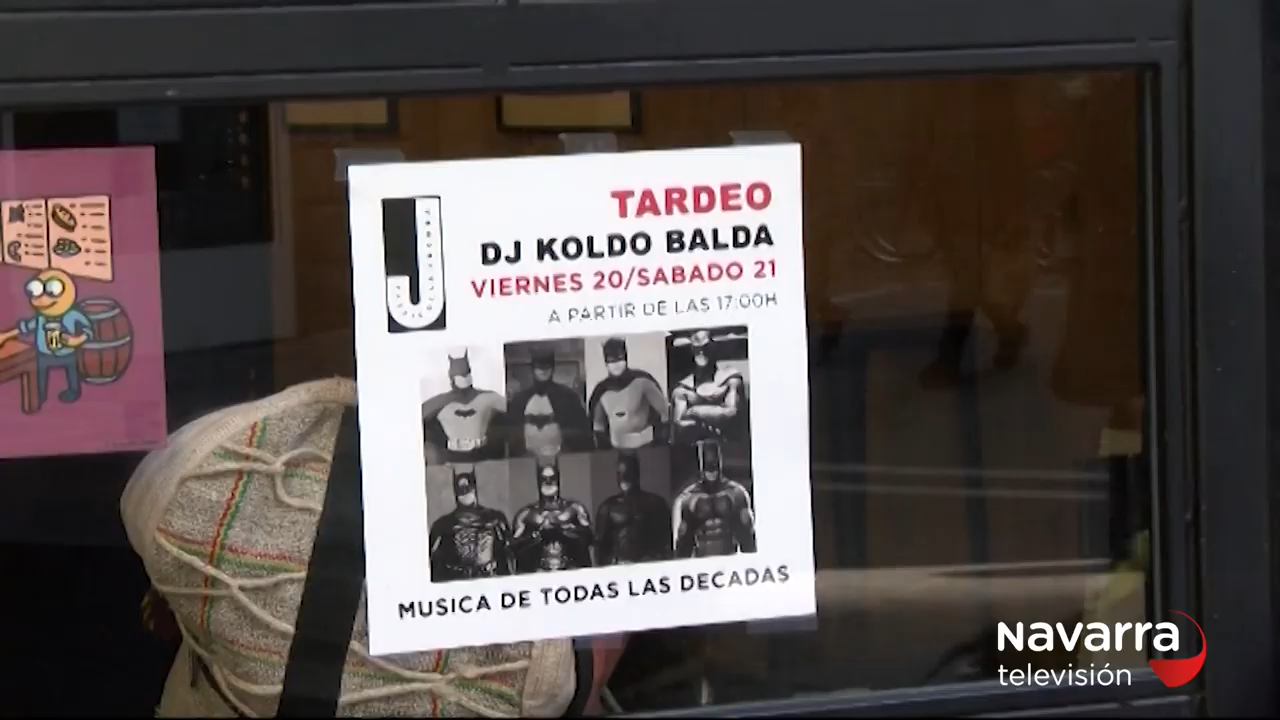 TARDEO
DJ KOLDO BALDA
VIERNES 20/SABADO 21
A PARTIR DE LAS 17:00H
J
MUSICA DE TODAS LAS DECADAS
Navarra
televisión